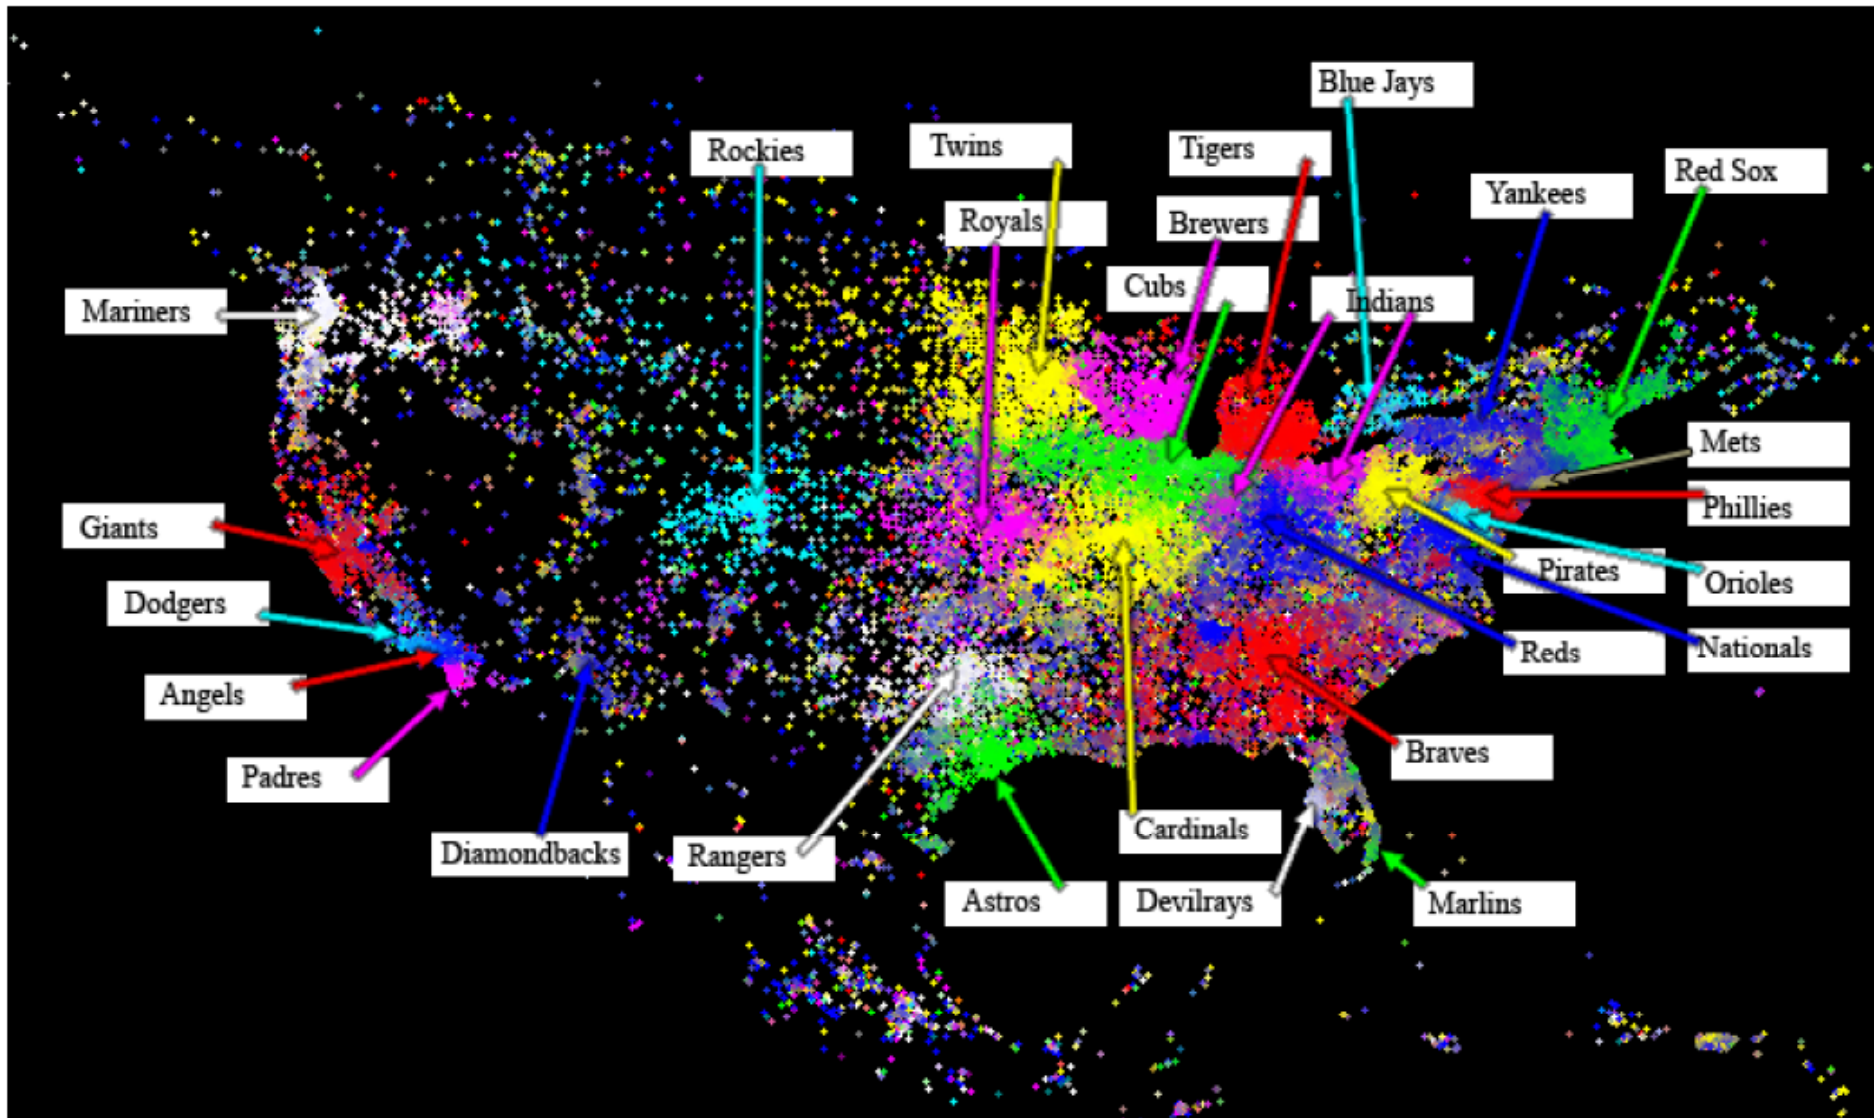 Blue Jays
Rockies
Twins
Tigers
Red Sox
Yankees
Royals
Brewers
Cubs
Indians
Mariners
Mets
Phillies
Giants
Pirates
Orioles
Dodgers
Reds
Nationals
Angels
Braves
Padres
Cardinals
Diamondbacks
Rangers
Astros
Devilrays
Marlins